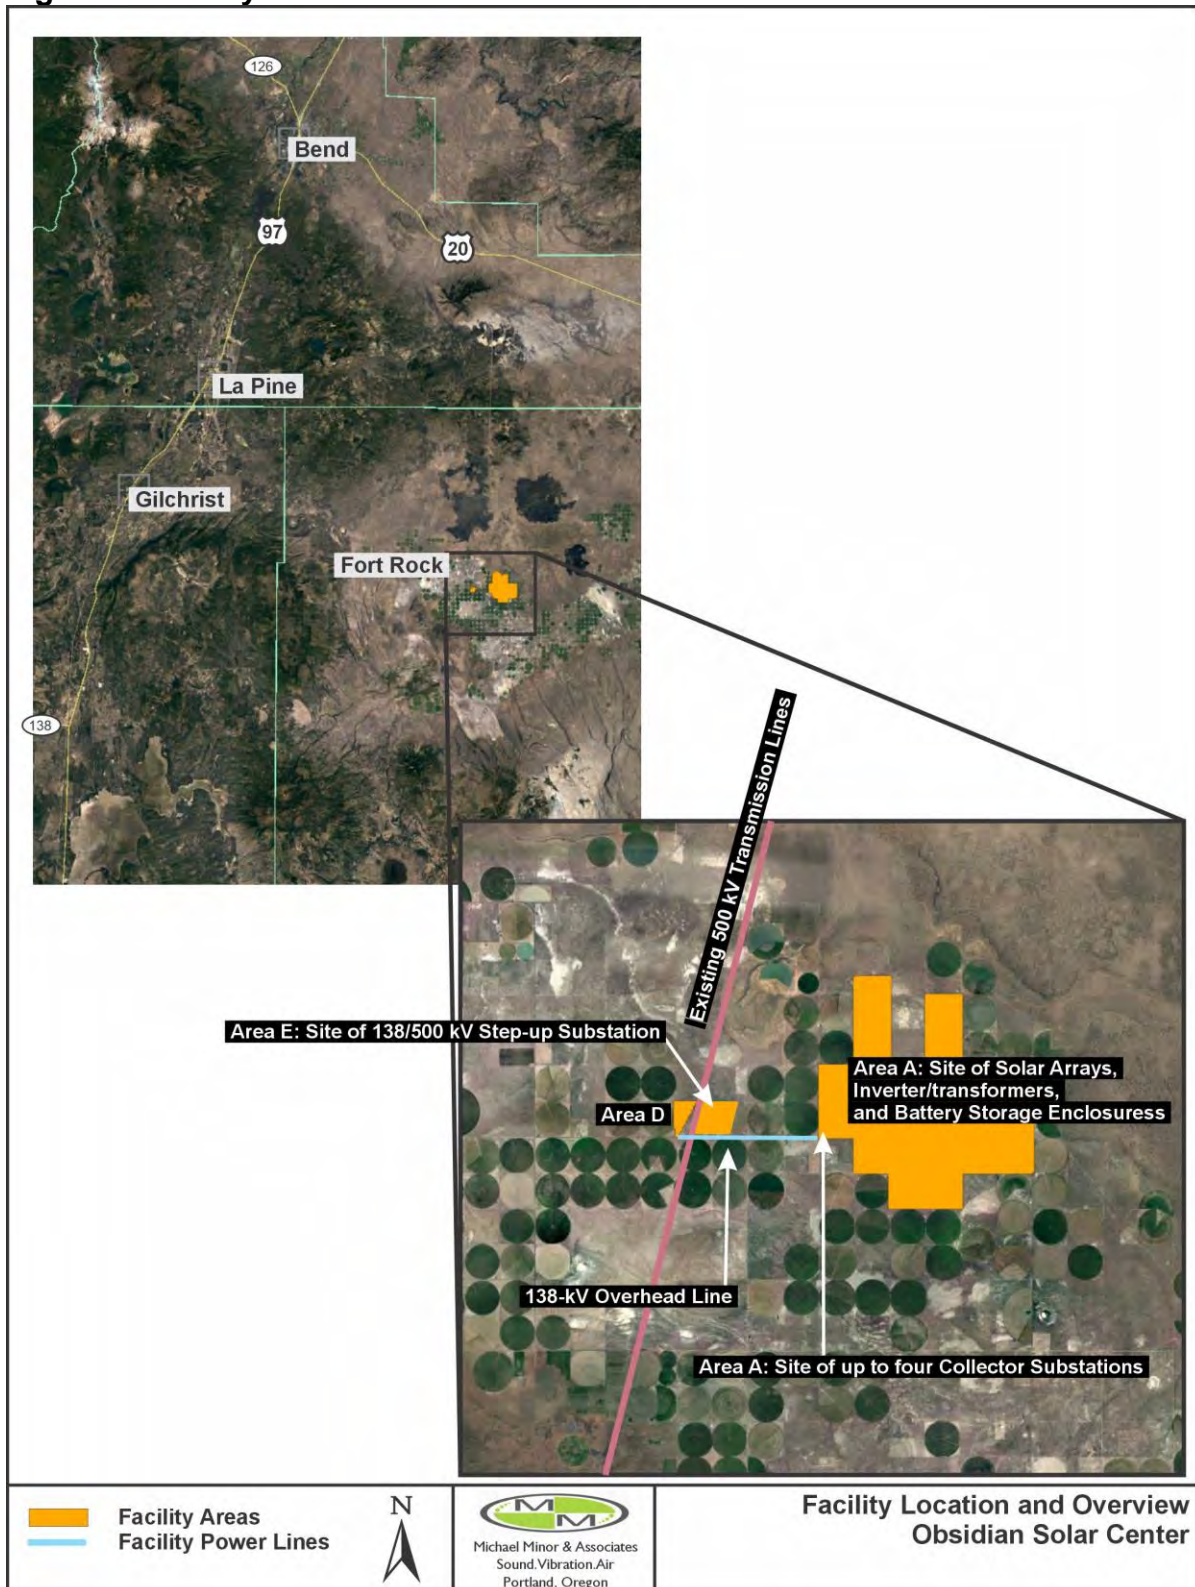 126
Bend
97
20
La Pine
Gilchrist
Fort Rock
138
Existing 500 kV Transmission Lines
Area E: Site of 138/500 kV Step-up Substation
Area A: Site of Solar Arrays,
Inverter/transformers,
and Battery Storage Enclosuress
Area D
138-kV Overhead Line
Area A: Site of up to four Collector Substations
Facility Areas
Facility Power Lines
N
M
M
Michael Minor & Associates
Sound.Vibration.Air
Portland, Oregon
Facility Location and Overview
Obsidian Solar Center